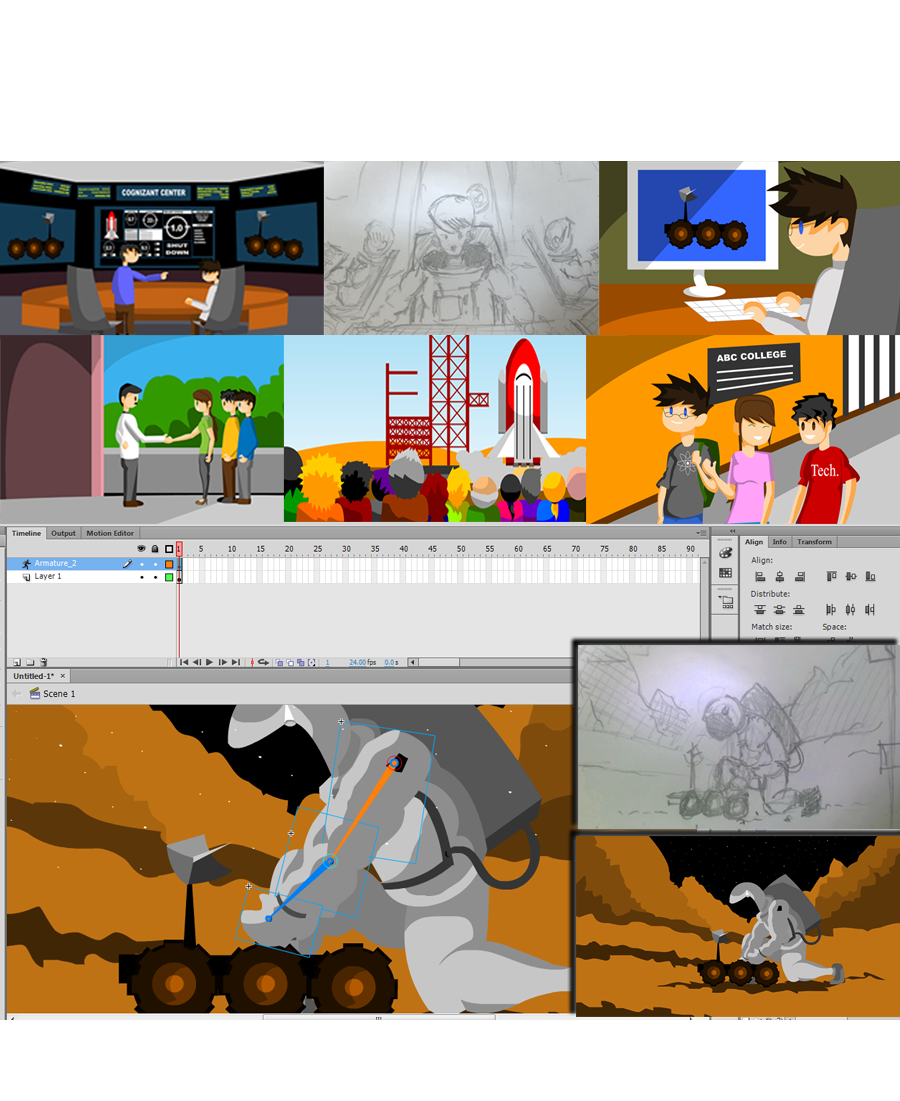 COGNIZANT CENTER
1.0
SHUT
DOWN
ABC COLLEGE
Tech.
Timeline Output Motion Editor
1 5 10 15 20 25 30 35 40 45 50 55 60 65 70 75 80 85 90
Armature_2
Layer 1
1 24.00 fps 0.0 s
Align Info Transform
Align:
Distribute:
Match size: Space:
Untitled-1* ×
Scene 1